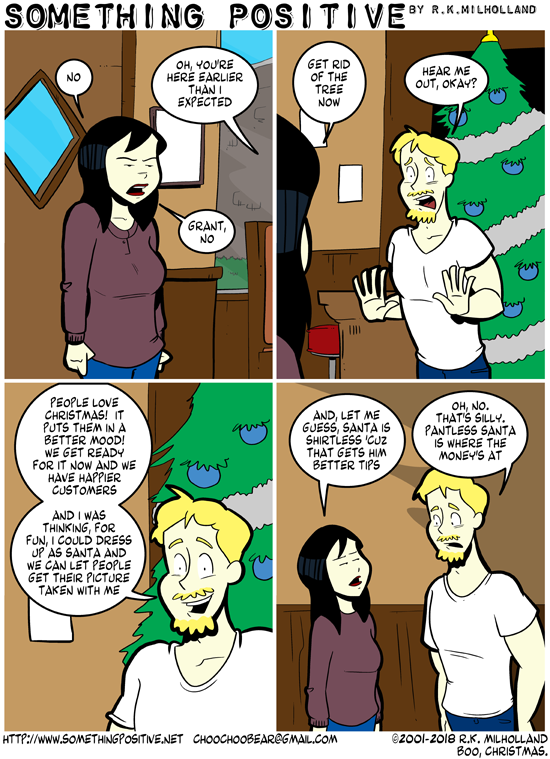 SOMETHING POSITIVE BY R.K.MILHOLLAND
NO
OH, YOU'RE
HERE EARLIER
THAN I
EXPECTED
GRANT,
NO
GET RID
OF THE
TREE
NOW
HEAR ME
OUT, OKAY?
PEOPLE LOVE
CHRISTMAS! IT
PUTS THEM IN A
BETTER MOOD!
WE GET READY
FOR IT NOW AND WE
HAVE HAPPIER
CUSTOMERS
AND I WAS
THINKING, FOR
FUN, I COULD DRESS
UP AS SANTA AND
WE CAN LET PEOPLE
GET THEIR PICTURE
TAKEN WITH ME
AND, LET ME
GUESS, SANTA IS
SHIRTLESS 'CUZ
THAT GETS HIM
BETTER TIPS
OH, NO.
THAT'S SILLY.
PANTLESS SANTA
IS WHERE THE
MONEY'S AT
HTTP://WWW.SOMETHINGPOSITIVE.NET CHOOCHOOBEAR@GMAIL.COM ©2001-2018 R.K. MILHOLLAND
BOO, CHRISTMAS.